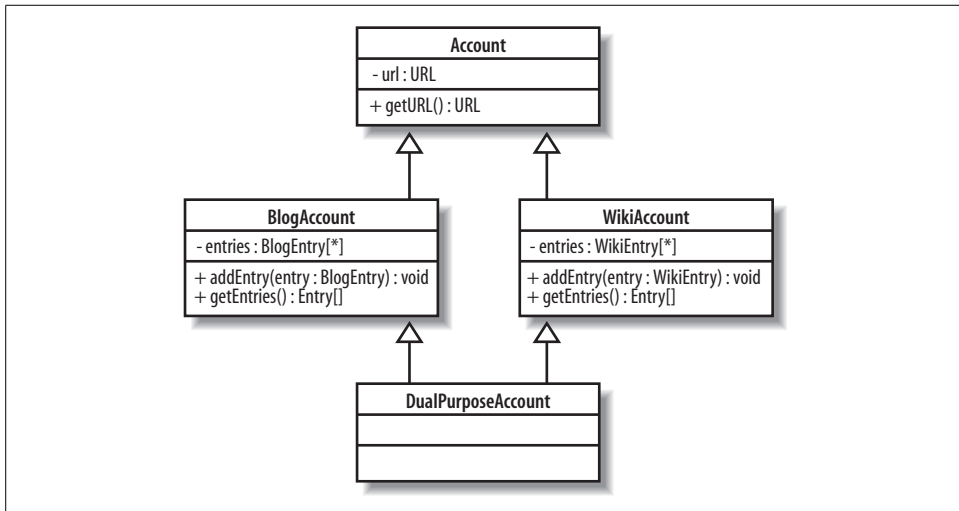 Account
- url : URL
+ getURL() : URL
BlogAccount
- entries : BlogEntry[*]
+ addEntry(entry : BlogEntry) : void
+ getEntries() : Entry[]
WikiAccount
- entries : WikiEntry[*]
+ addEntry(entry : WikiEntry) : void
+ getEntries() : Entry[]
DualPurposeAccount